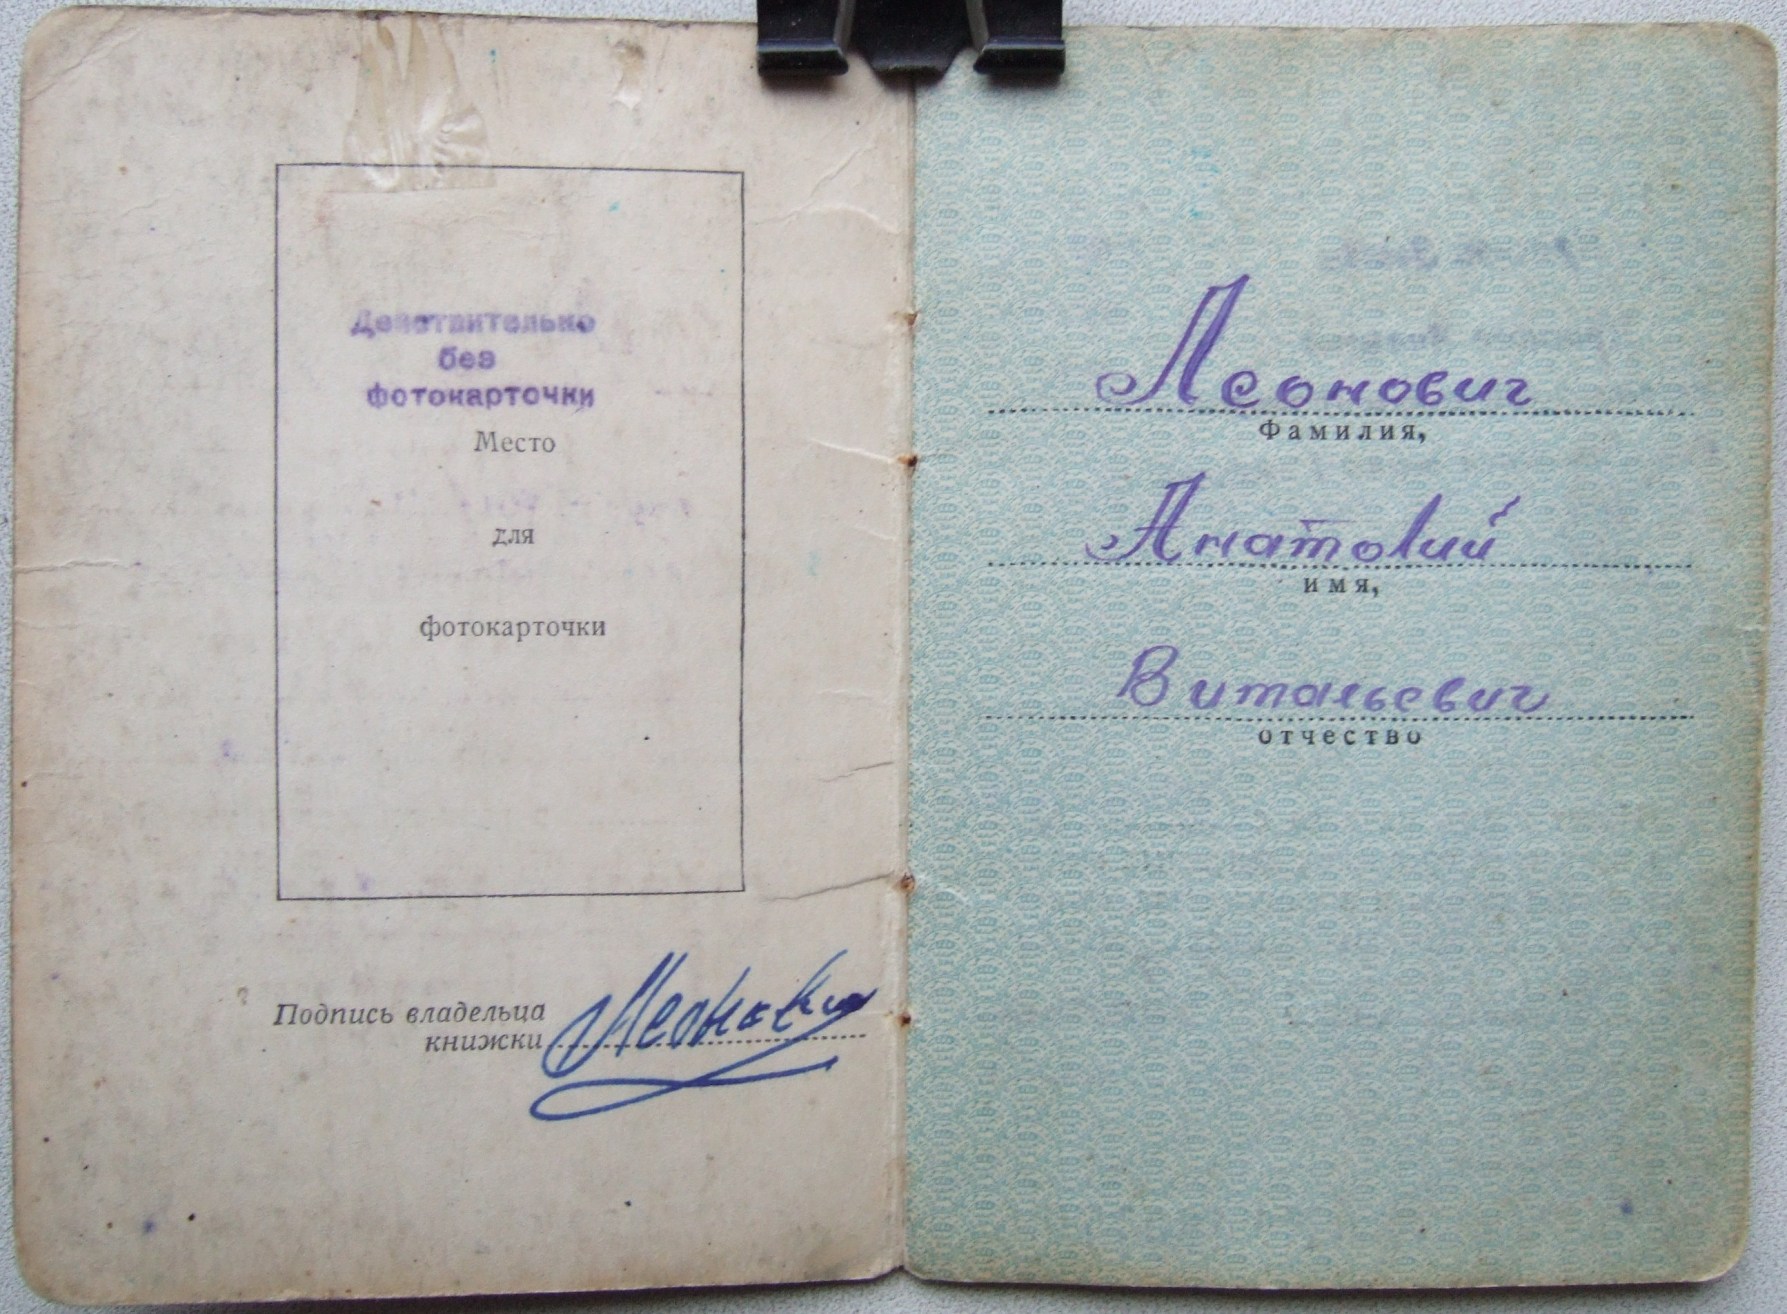 Действительно
без
фотокарточки
Место
для
фотокарточки
Подпись владельца
книжки
Леонович
Фамилия,
Анатолий
имя,
Витальевич
отчество